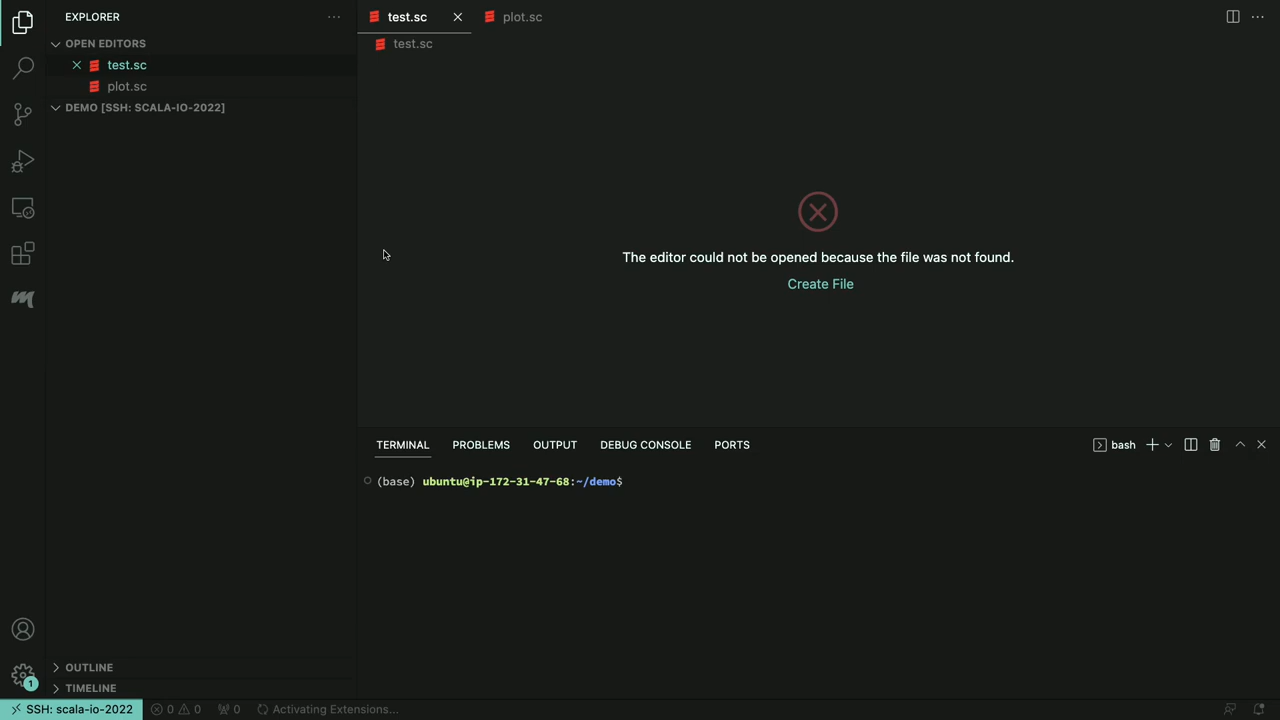 EXPLORER
OPEN EDITORS
test.sc
plot.sc
DEMO [SSH: SCALA-IO-2022]
OUTLINE
TIMELINE
test.sc
plot.sc
test.sc
The editor could not be opened because the file was not found.
Create File
TERMINAL
PROBLEMS
OUTPUT
DEBUG CONSOLE
PORTS
bash
(base) ubuntu@ip-172-31-47-68:~/demo$
1
SSH: scala-io-2022
0
0
0
Activating Extensions...